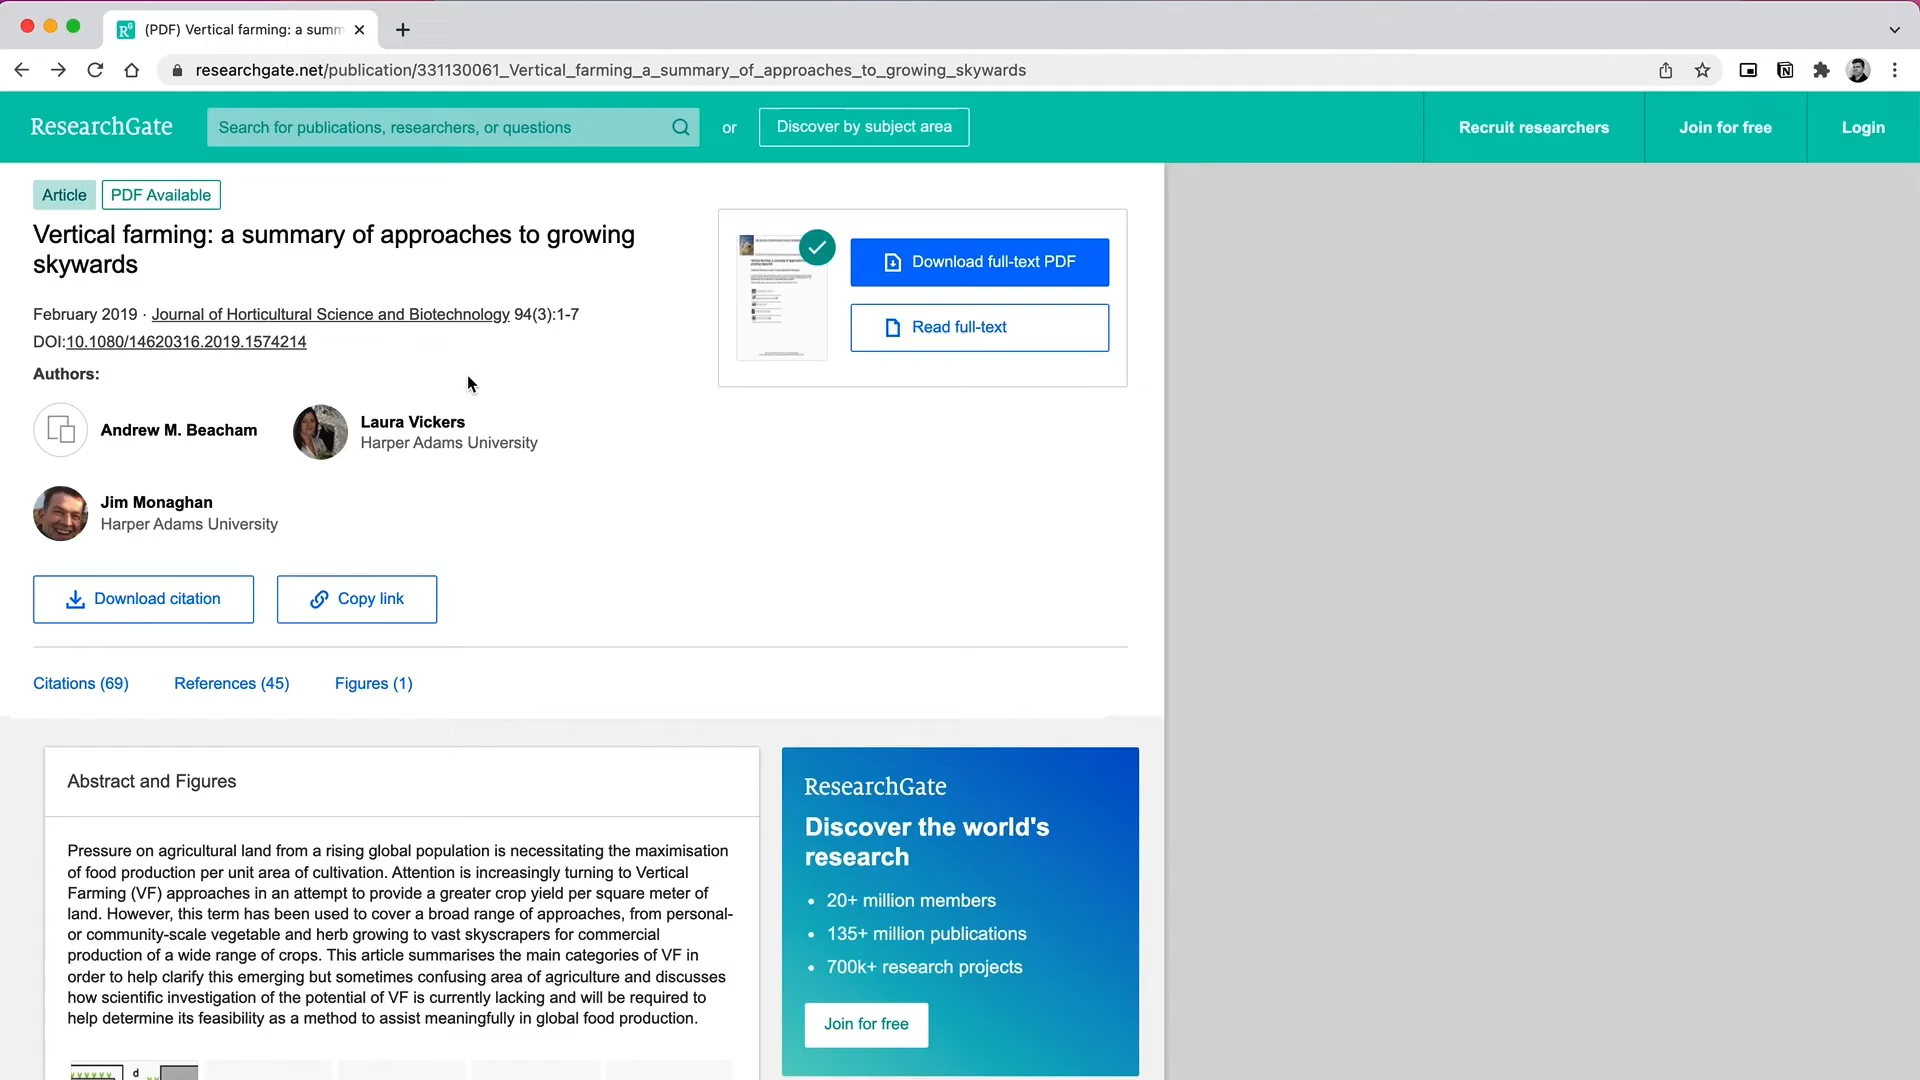 (PDF) Vertical farming: a summ
researchgate.net/publication/331130061_Vertical_farming_a_summary_of_approaches_to_growing_skywards
ResearchGate
Search for publications, researchers, or questions
or
Discover by subject area
Recruit researchers
Join for free
Login
Article
PDF Available
Vertical farming: a summary of approaches to growing
skywards
February 2019 · Journal of Horticultural Science and Biotechnology 94(3):1-7
DOI:10.1080/14620316.2019.1574214
Authors:
Andrew M. Beacham
Laura Vickers
Harper Adams University
Jim Monaghan
Harper Adams University
Download full-text PDF
Read full-text
Download citation
Copy link
Citations (69)
References (45)
Figures (1)
Abstract and Figures
Pressure on agricultural land from a rising global population is necessitating the maximisation
of food production per unit area of cultivation. Attention is increasingly turning to Vertical
Farming (VF) approaches in an attempt to provide a greater crop yield per square meter of
land. However, this term has been used to cover a broad range of approaches, from personal-
or community-scale vegetable and herb growing to vast skyscrapers for commercial
production of a wide range of crops. This article summarises the main categories of VF in
order to help clarify this emerging but sometimes confusing area of agriculture and discusses
how scientific investigation of the potential of VF is currently lacking and will be required to
help determine its feasibility as a method to assist meaningfully in global food production.
d
ResearchGate
Discover the world's
research
• 20+ million members
• 135+ million publications
• 700k+ research projects
Join for free